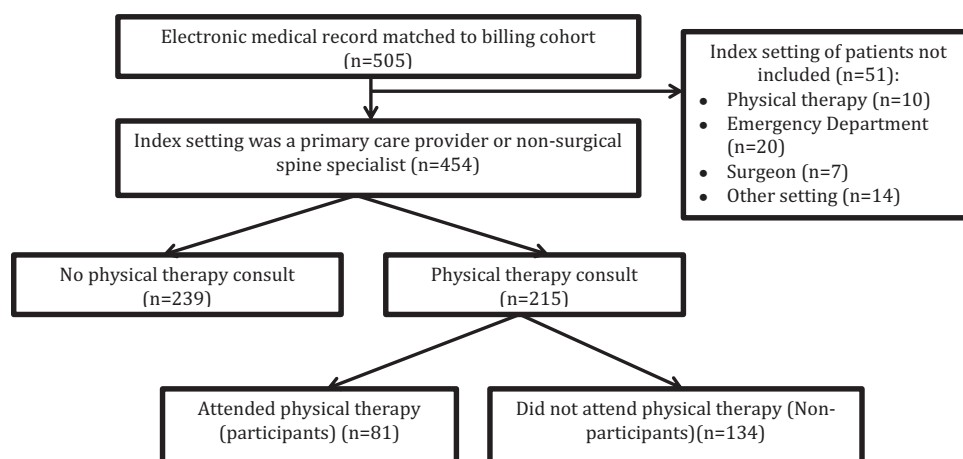 Electronic medical record matched to billing cohort
(n=505)
Index setting of patients not
included (n=51):
• Physical therapy (n=10)
• Emergency Department
(n=20)
• Surgeon (n=7)
• Other setting (n=14)
Index setting was a primary care provider or non-surgical
spine specialist (n=454)
No physical therapy consult
(n=239)
Physical therapy consult
(n=215)
Attended physical therapy
(participants) (n=81)
Did not attend physical therapy (Non-
participants)(n=134)